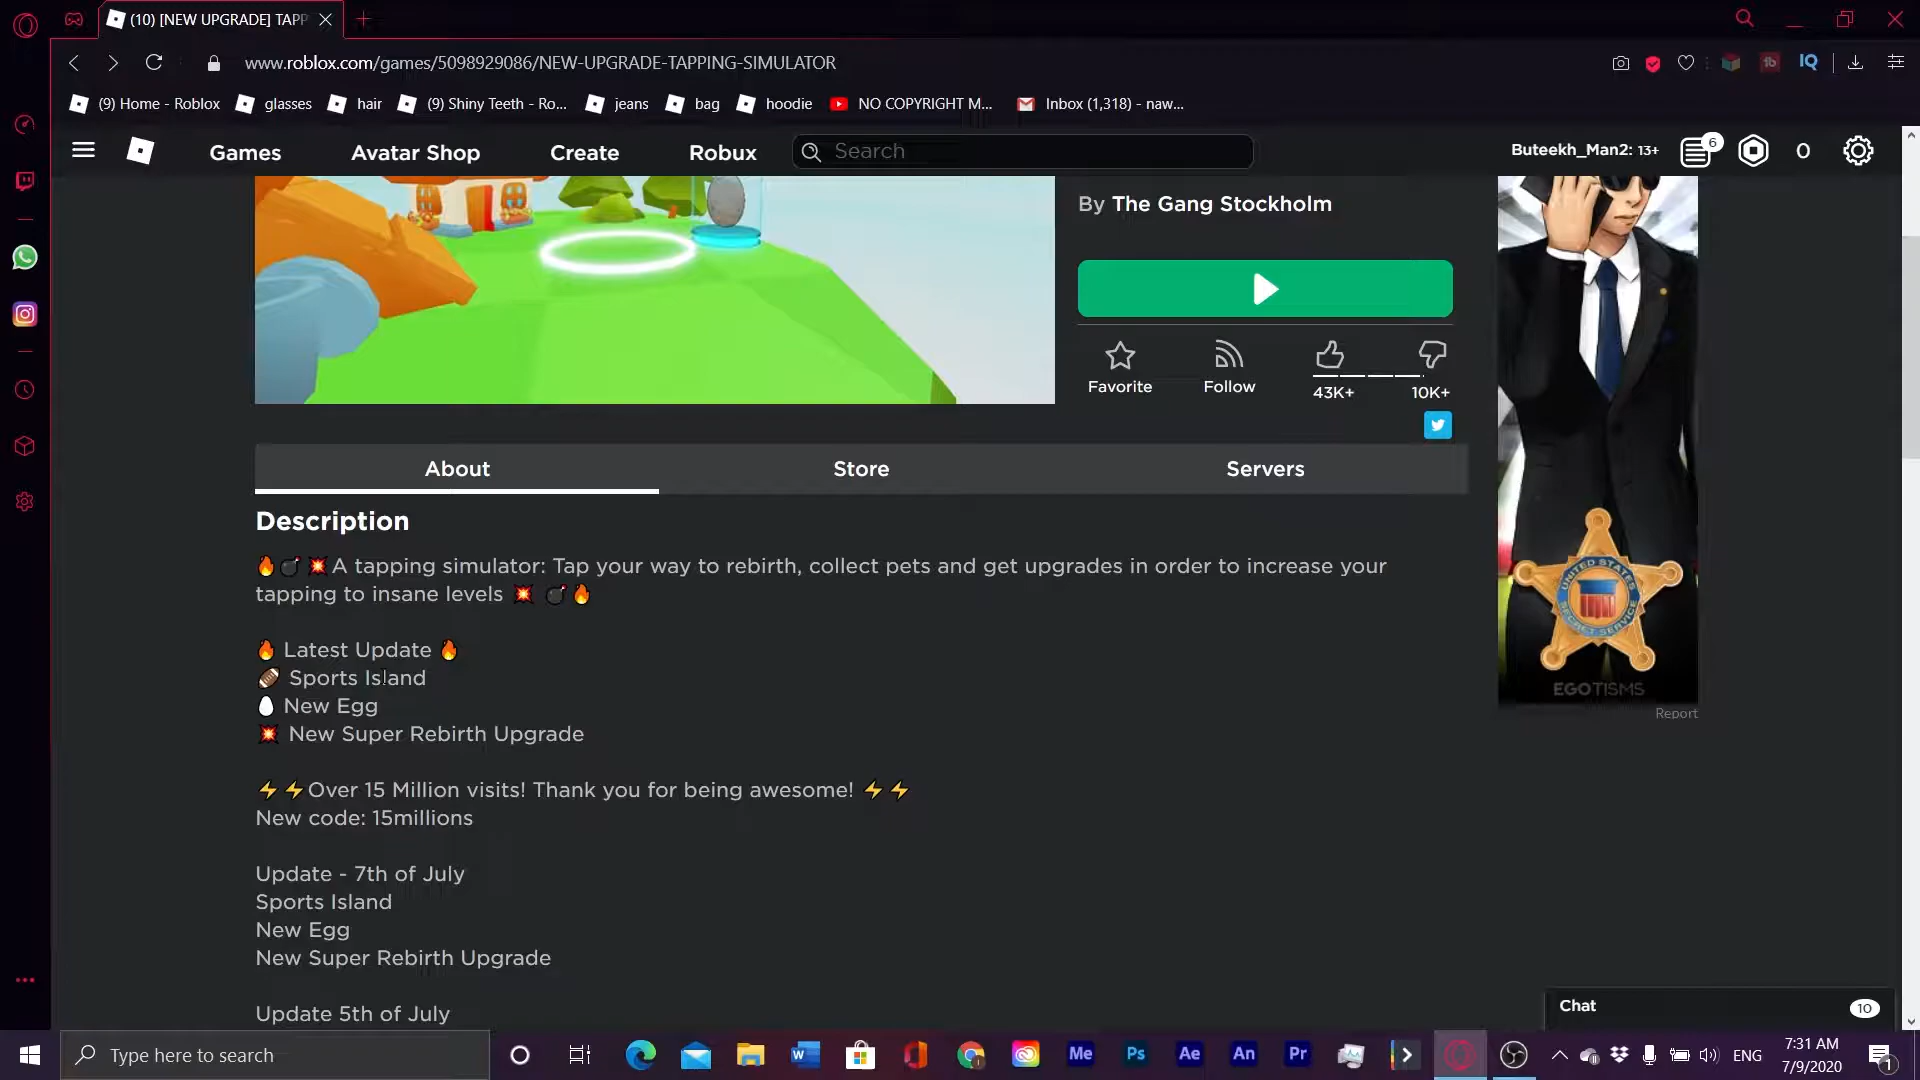 (10) [NEW UPGRADE] TAPP
www.roblox.com/games/5098929086/NEW-UPGRADE-TAPPING-SIMULATOR
IQ
(9) Home - Roblox glasses hair (9) Shiny Teeth - Ro... jeans bag hoodie NO COPYRIGHT M... Inbox (1,318) - naw...
Games Avatar Shop Create Robux Search Buteekh_Man2: 13+ 6 0
By The Gang Stockholm
Favorite Follow 43K+ 10K+
About Store Servers
Description
🔥💣💥A tapping simulator: Tap your way to rebirth, collect pets and get upgrades in order to increase your
tapping to insane levels 💥 💣🔥
🔥 Latest Update 🔥
🏈 Sports Island
🥚 New Egg
💥 New Super Rebirth Upgrade
⚡⚡Over 15 Million visits! Thank you for being awesome! ⚡⚡
New code: 15millions
Update - 7th of July
Sports Island
New Egg
New Super Rebirth Upgrade
Update 5th of July
UNITED STATES
SECRET SERVICE
EGOTISMS
Report
Chat 10
Type here to search
Me Ps Ae An Pr
ENG 7:31 AM
7/9/2020
1